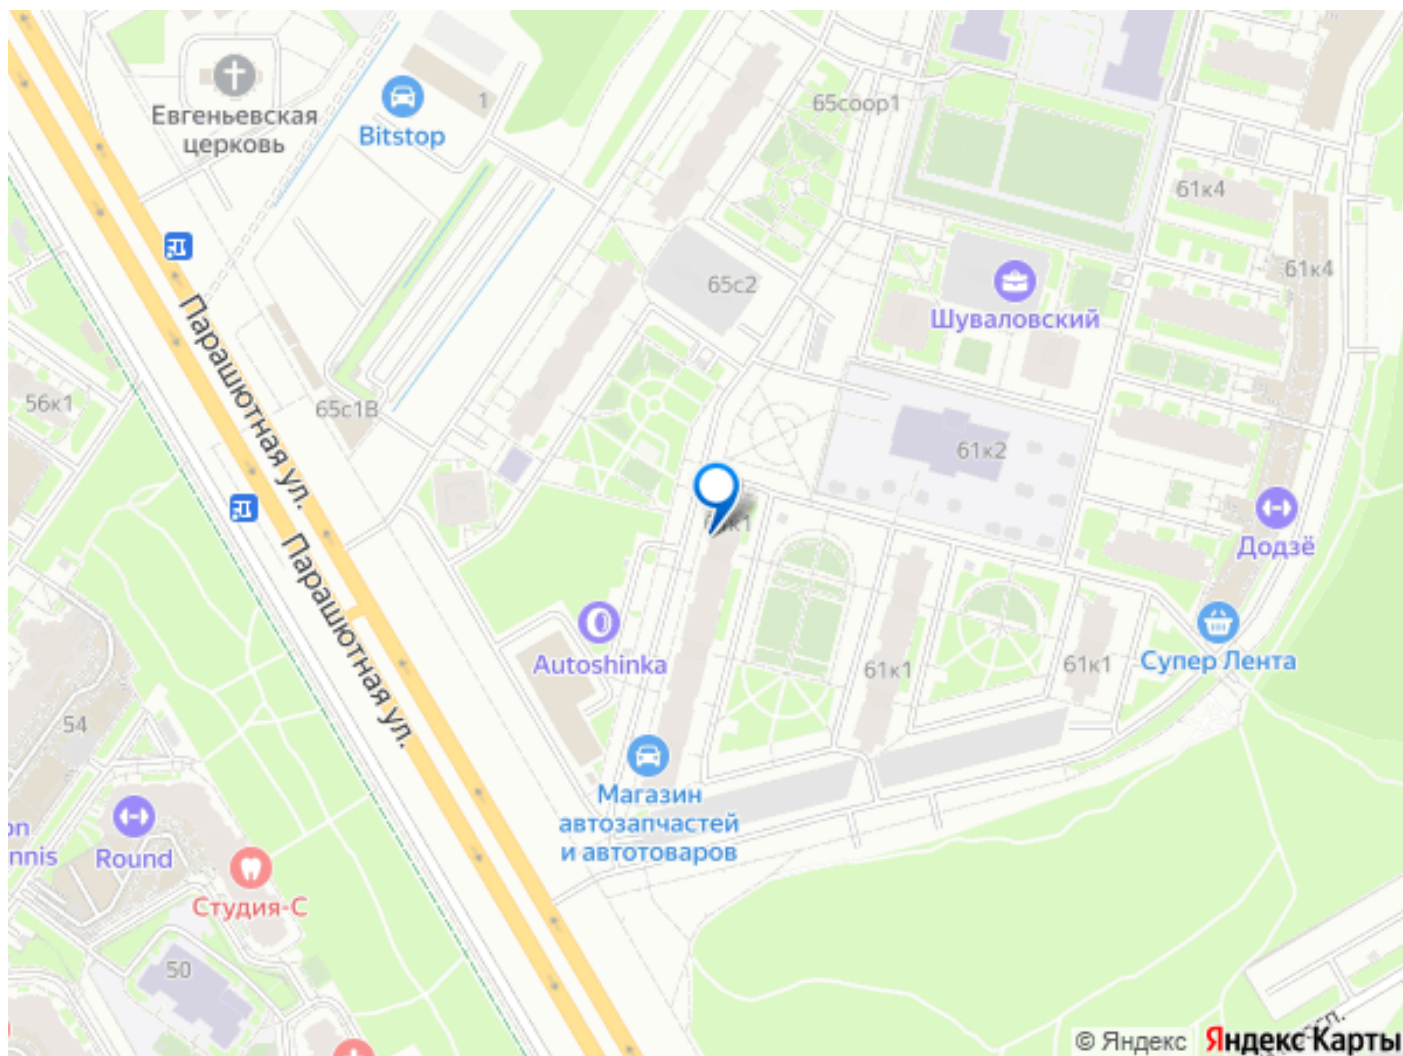 Евгеньевская
церковь
Bitstop
1
65соор1
61к4
61к4
65с2
Шуваловский
Парашютная ул.
56к1
65с1В
61к2
Додзё
Парашютная ул.
Autoshinka
61к1
61к1
Супер Лента
54
Магазин
автозапчастей
и автотоваров
Round
nnis
Студия-С
50
© Яндекс
Яндекс Карты